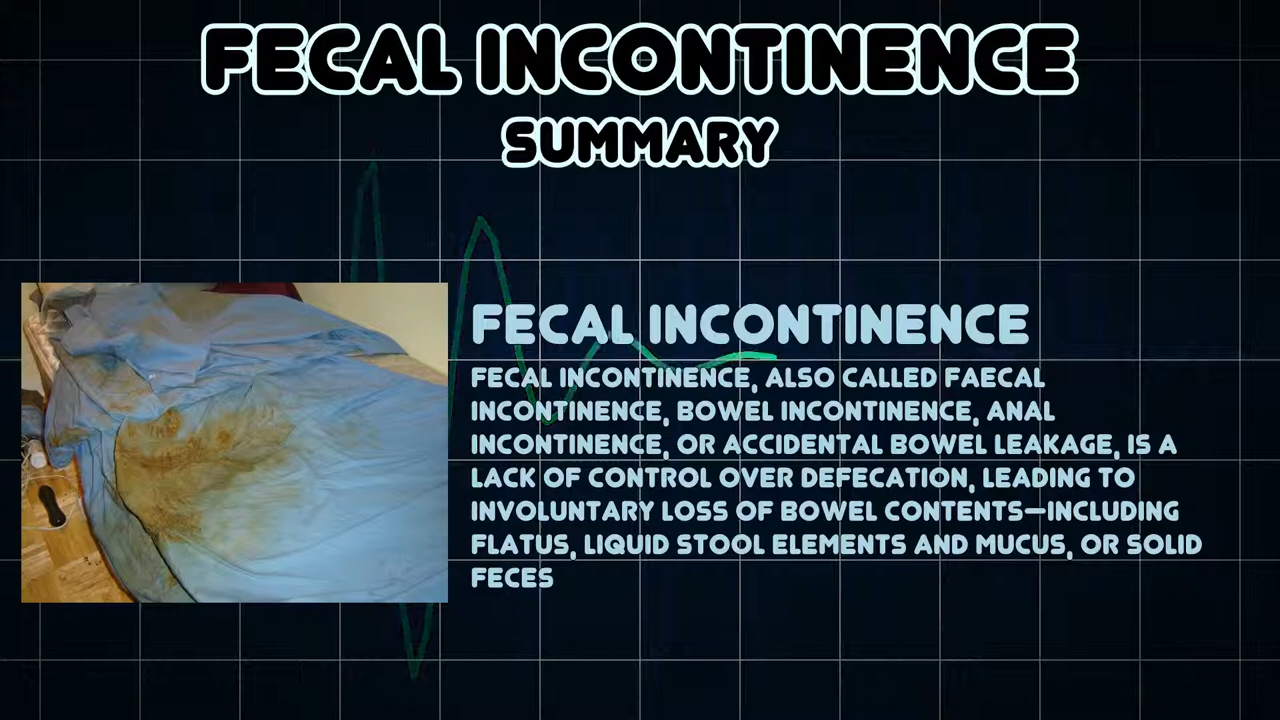 FECAL INCONTINENCE
SUMMARY
FECAL INCONTINENCE
FECAL INCONTINENCE, ALSO CALLED FAECAL
INCONTINENCE, BOWEL INCONTINENCE, ANAL
INCONTINENCE, OR ACCIDENTAL BOWEL LEAKAGE, IS A
LACK OF CONTROL OVER DEFECATION, LEADING TO
INVOLUNTARY LOSS OF BOWEL CONTENTS—INCLUDING
FLATUS, LIQUID STOOL ELEMENTS AND MUCUS, OR SOLID
FECES